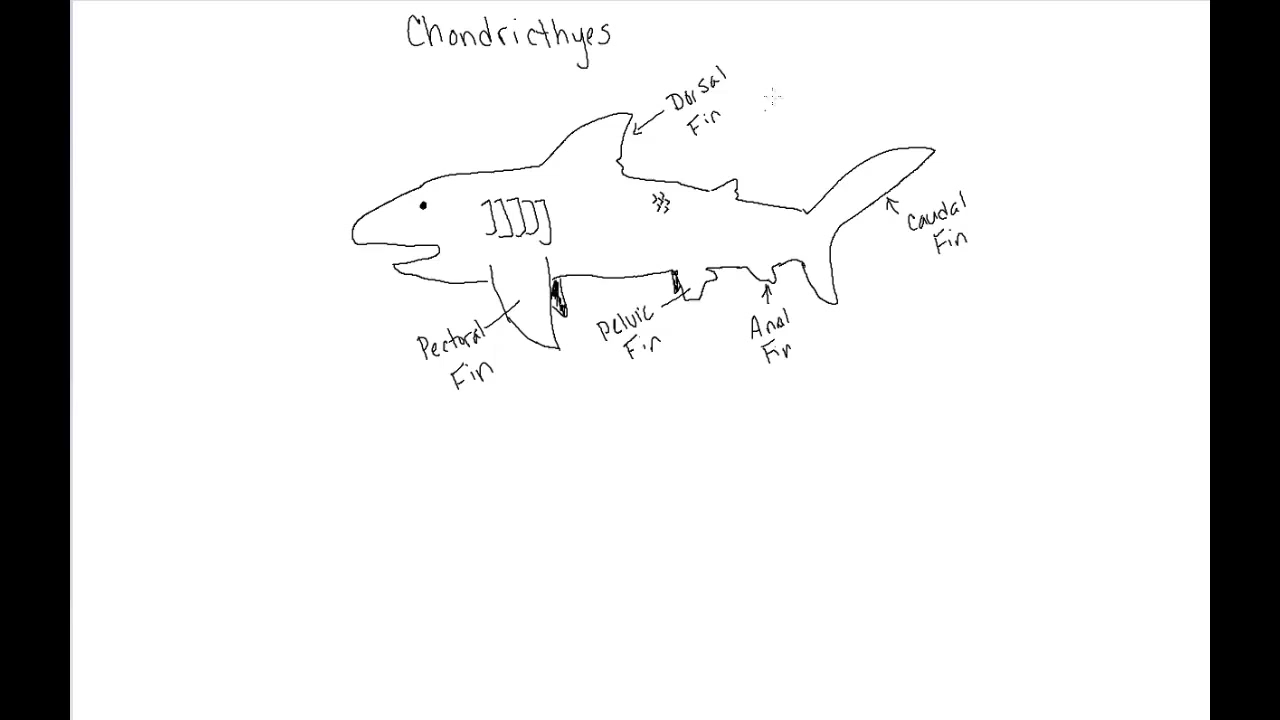 Chondricthyes
Dorsal
Fin
Caudal
Fin
Pectoral
Fin
Pelvic
Fin
Anal
Fin